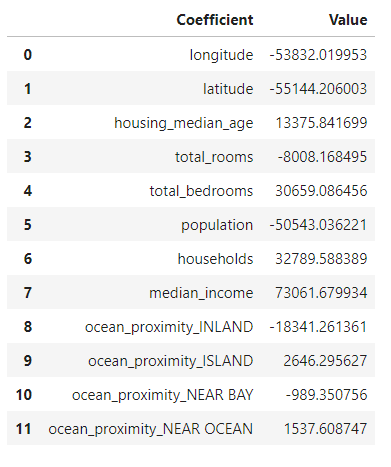 Coefficient Value
0 longitude -53832.019953
1 latitude -55144.206003
2 housing_median_age 13375.841699
3 total_rooms -8008.168495
4 total_bedrooms 30659.086456
5 population -50543.036221
6 households 32789.588389
7 median_income 73061.679934
8 ocean_proximity_INLAND -18341.261361
9 ocean_proximity_ISLAND 2646.295627
10 ocean_proximity_NEAR BAY -989.350756
11 ocean_proximity_NEAR OCEAN 1537.608747